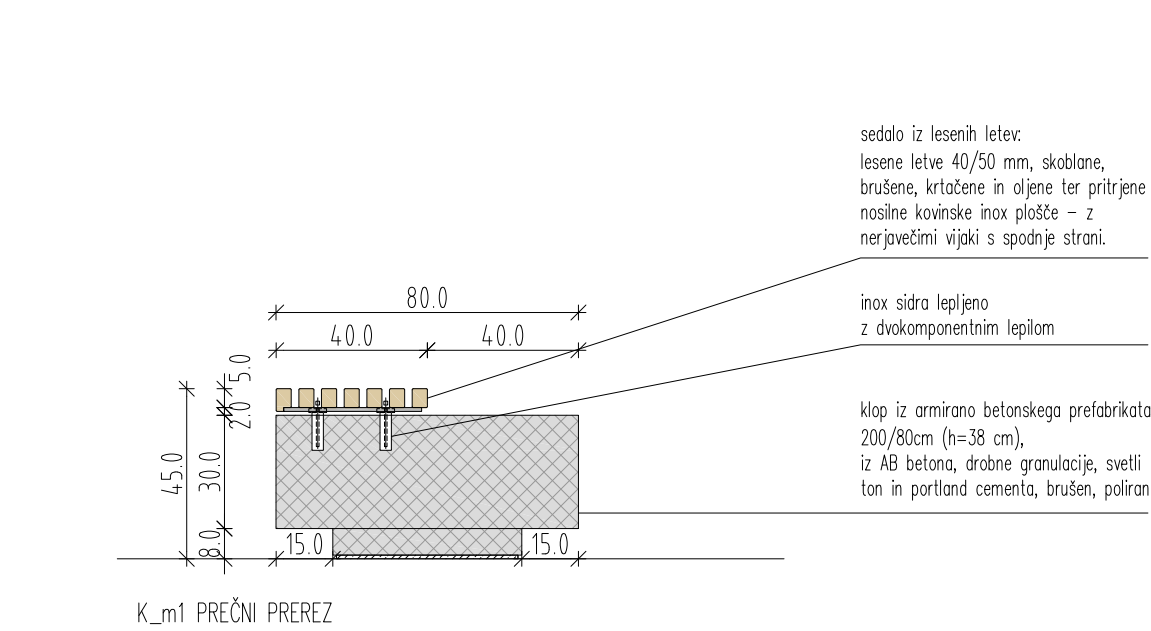 sedalo iz lesenih letev:
lesene letve 40/50 mm, skoblane,
brušene, krtačene in oljene ter pritrjene
nosilne kovinske inox plošče – z
nerjavečimi vijaki s spodnje strani.
80.0
inox sidra lepljeno
z dvokomponentnim lepilom
40.0 40.0
5.0
2.0
klop iz armirano betonskega prefabrikata
200/80cm (h=38 cm),
iz AB betona, drobne granulacije, svetli
ton in portland cementa, brušen, poliran
45.0
30.0
8.0
15.0 15.0
K_m1 PREČNI PREREZ